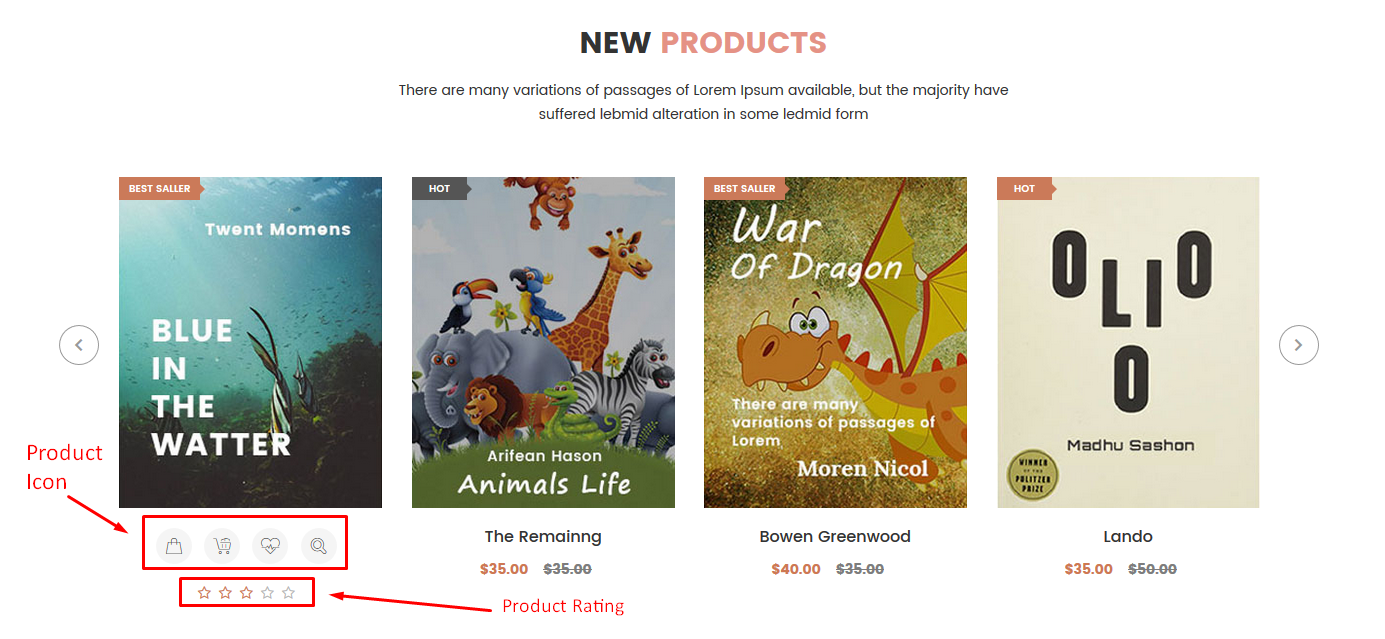 NEW PRODUCTS
There are many variations of passages of Lorem Ipsum available, but the majority have
suffered lebmid alteration in some ledmid form
BEST SALLER
Twent Momens
BLUE
IN
THE
WATTER
HOT
Arifean Hason
Animals Life
The Remainng
$35.00 $35.00
BEST SALLER
War
Of Dragon
There are many
variations of passages of
Lorem
Moren Nicol
Bowen Greenwood
$40.00 $35.00
HOT
OLIO
O
Madhu Sashon
WINNER
OF THE
PULITZER
PRIZE
Lando
$35.00 $50.00
Product
Icon
Product Rating